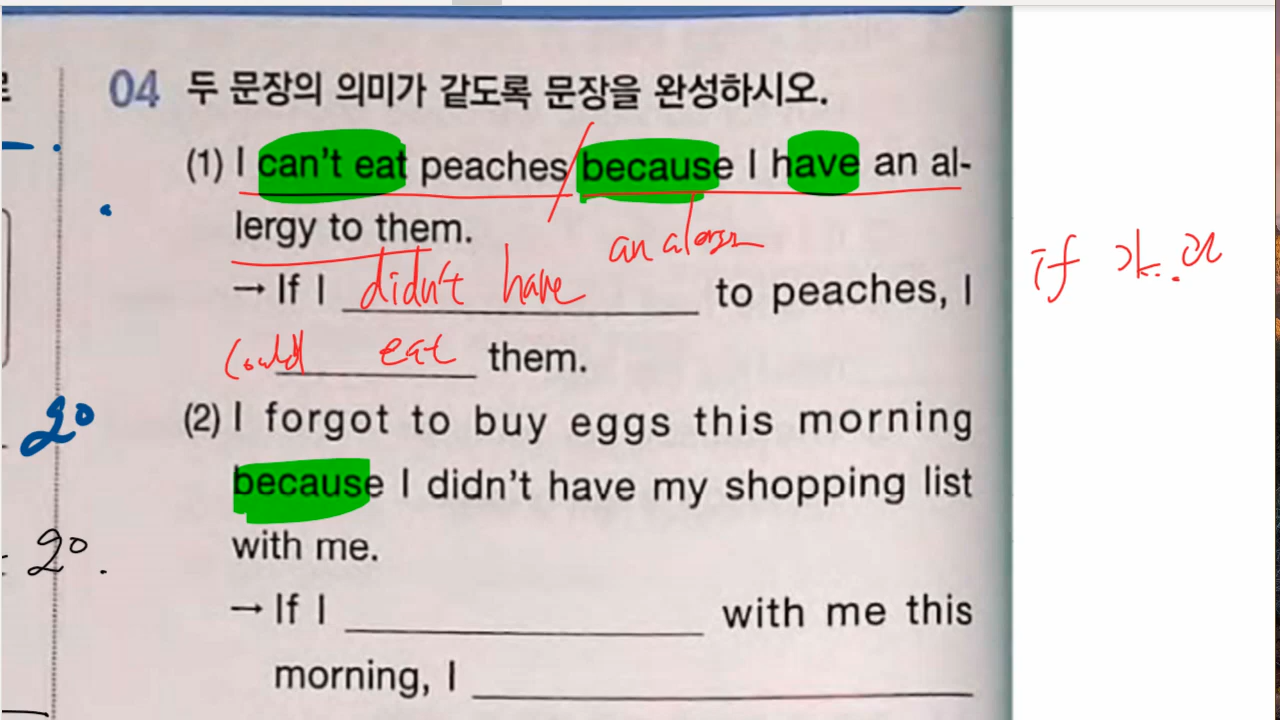 04 두 문장의 의미가 같도록 문장을 완성하시오.
(1) I can't eat peaches because I have an al-
lergy to them.
→ If I didn't have an to peaches, I
could eat them.
(2) I forgot to buy eggs this morning
because I didn't have my shopping list
with me.
→ If I with me this
morning, I
if
20
20.